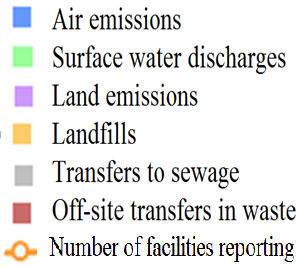 Air emissions
Surface water discharges
Land emissions
Landfills
Transfers to sewage
Off-site transfers in waste
Number of facilities reporting